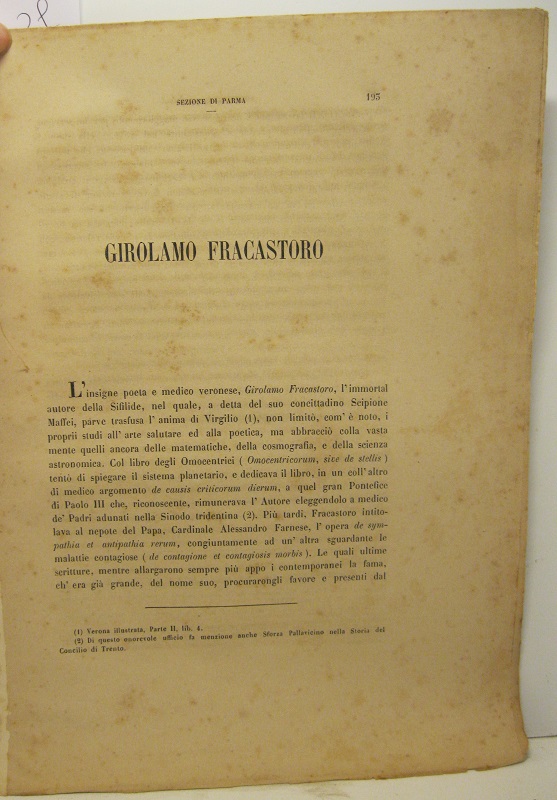 28
SEZIONE DI PARMA
193
GIROLAMO FRACASTORO
L'insigne poeta e medico veronese, Girolamo Fracastoro, l'immortal
autore della Sifilide, nel quale, a detta del suo concittadino Scipione
Maffei, parve trasfusa l'anima di Virgilio (1), non limitò, com'è noto, i
proprii studi all'arte salutare ed alla poetica, ma abbracciò colla vasta
mente quelli ancora delle matematiche, della cosmografia, e della scienza
astronomica. Col libro degli Omocentrici (Omocentricorum, sive de stellis)
tentò di spiegare il sistema planetario, e dedicava il libro, in un coll'altro
di medico argomento de causis criticorum dierum, a quel gran Pontefice
di Paolo III che, riconoscente, rimunerava l'Autore eleggendolo a medico
de' Padri adunati nella Sinodo tridentina (2). Più tardi, Fracastoro intito-
lava al nepote del Papa, Cardinale Alessandro Farnese, l'opera de sym-
pathia et antipathia rerum, congiuntamente ad un'altra sguardante le
malattie contagiose (de contagione et contagiosis morbis). Le quali ultime
scritture, mentre allargarono sempre più appo i contemporanei la fama,
ch'era già grande, del nome suo, procurarongli favore e presenti dal
(1) Verona illustrata, Parte II, lib. 4.
(2) Di questo onorevole ufficio fa menzione anche Sforza Pallavicino nella Storia del
Concilio di Trento.